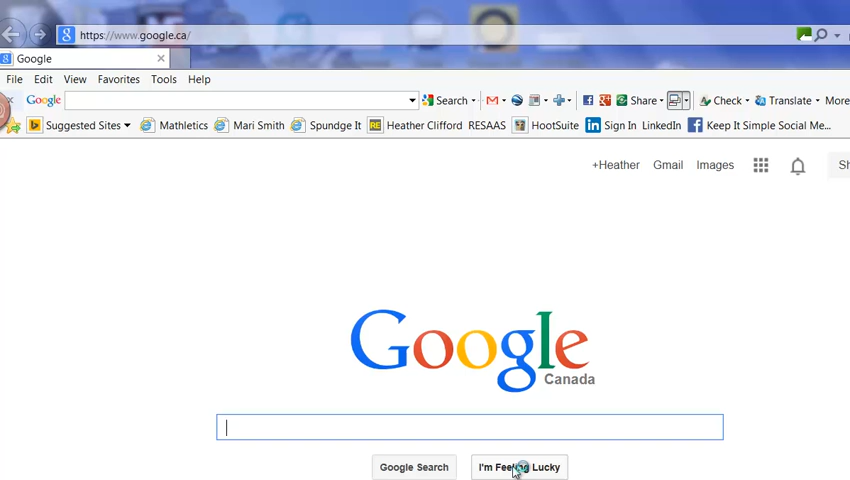 https://www.google.ca/
Google
File Edit View Favorites Tools Help
Google Search Share Check Translate More
Suggested Sites Mathletics Mari Smith Spundge It Heather Clifford RESAAS HootSuite Sign In LinkedIn Keep It Simple Social Me...
+Heather Gmail Images Sh
Google
Canada
Google Search I'm Feeling Lucky